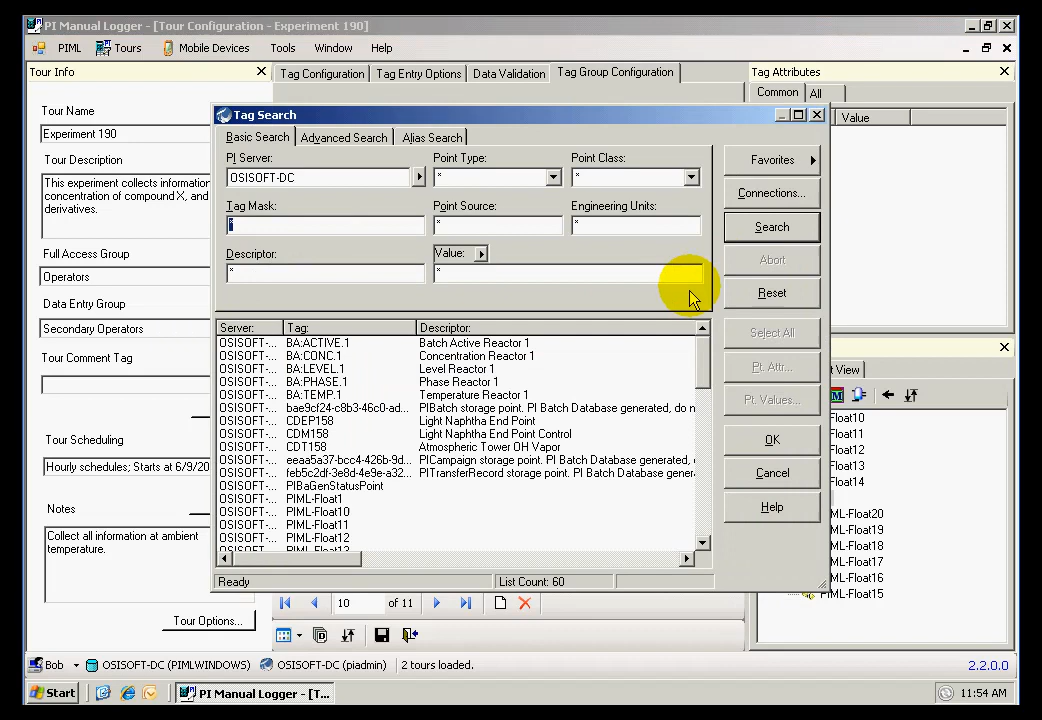 PI Manual Logger - [Tour Configuration - Experiment 190]
PIML Tours Mobile Devices Tools Window Help
Tour Info
Tag Configuration Tag Entry Options Data Validation Tag Group Configuration
Tag Attributes
Common All
Value
Tour Name
Experiment 190
Tour Description
This experiment collects information
concentration of compound X, and
derivatives.
Full Access Group
Operators
Data Entry Group
Secondary Operators
Tour Comment Tag
Tour Scheduling
Hourly schedules; Starts at 6/9/20
Notes
Collect all information at ambient
temperature.
Tour Options...
Tag Search
Basic Search Advanced Search Alias Search
PI Server: Point Type: Point Class:
OSISOFT-DC * *
Tag Mask: Point Source: Engineering Units:
* * *
Descriptor: Value:
* *
Favorites
Connections...
Search
Abort
Reset
Select All
Pt. Attr...
Pt. Values...
OK
Cancel
Help
Server: Tag: Descriptor:
OSISOFT-... BA:ACTIVE.1 Batch Active Reactor 1
OSISOFT-... BA:CONC.1 Concentration Reactor 1
OSISOFT-... BA:LEVEL.1 Level Reactor 1
OSISOFT-... BA:PHASE.1 Phase Reactor 1
OSISOFT-... BA:TEMP.1 Temperature Reactor 1
OSISOFT-... bae9cf24-c8b3-46c0-ad... PIBatch storage point. PI Batch Database generated, do n
OSISOFT-... CDEP158 Light Naphtha End Point
OSISOFT-... CDM158 Light Naphtha End Point Control
OSISOFT-... CDT158 Atmospheric Tower OH Vapor
OSISOFT-... eeaa5a37-bcc4-426b-9d... PICampaign storage point. PI Batch Database generated,
OSISOFT-... feb5c2df-3e8d-4e9e-a32... PITransferRecord storage point. PI Batch Database genera
OSISOFT-... PIBaGenStatusPoint
OSISOFT-... PIML-Float1
OSISOFT-... PIML-Float10
OSISOFT-... PIML-Float11
OSISOFT-... PIML-Float12
OSISOFT-... PIML-Float13
Ready List Count: 60
t View
Float10
Float11
Float12
Float13
Float14
IML-Float20
IML-Float19
IML-Float18
IML-Float17
IML-Float16
PIML-Float15
10 of 11
Bob OSISOFT-DC (PIMLWINDOWS) OSISOFT-DC (piadmin) 2 tours loaded. 2.2.0.0
Start PI Manual Logger - [T... 11:54 AM